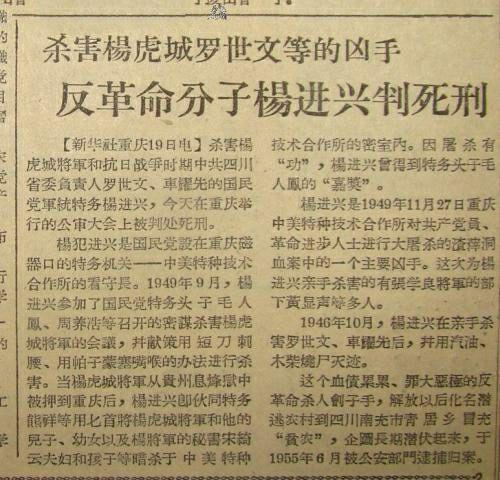 杀害楊虎城罗世文等的凶手
反革命分子楊进兴判死刑
【新华社重庆19日电】杀害楊
虎城將軍和抗日战爭时期中共四川
省委負責人罗世文、車耀先的国民
党軍統特务楊进兴，今天在重庆举
行的公审大会上被判处死刑。
楊犯进兴是国民党設在重庆磁
器口的特务机关——中美特种技术
合作所的看守長。1949年9月，楊
进兴参加了国民党特务头子毛人
鳳、周养浩等召开的密謀杀害楊虎
城將軍的会議，幷献策用短刀刺
腰、用帕子蒙塞嘴喉的办法进行杀
害。当楊虎城將軍从貴州息烽獄中
被押到重庆后，楊进兴卽伙同特务
熊祥等用匕首將楊虎城將軍和他的
兒子、幼女以及楊將軍的秘書宋綺
云夫妇和孩子等暗杀于中美特种
技术合作所的密室內。因屠杀有
“功”，楊进兴曾得到特务头子毛
人鳳的“嘉奬”。
楊进兴是1949年11月27日重庆
中美特种技术合作所对共产党員、
革命进步人士进行大屠杀的渣滓洞
血案中的一个主要凶手。这次为楊
进兴亲手杀害的有張学良將軍的部
下黄显声等多人。
1946年10月，楊进兴在亲手杀
害罗世文、車耀先后，幷用汽油、
木柴燒尸灭迹。
这个血債累累、罪大惡極的反
革命杀人劊子手，解放以后化名潛
逃农村到四川南充市青居乡冒充
“貧农”，企圖長期潛伏起来，于
1955年6月被公安部門逮捕归案。